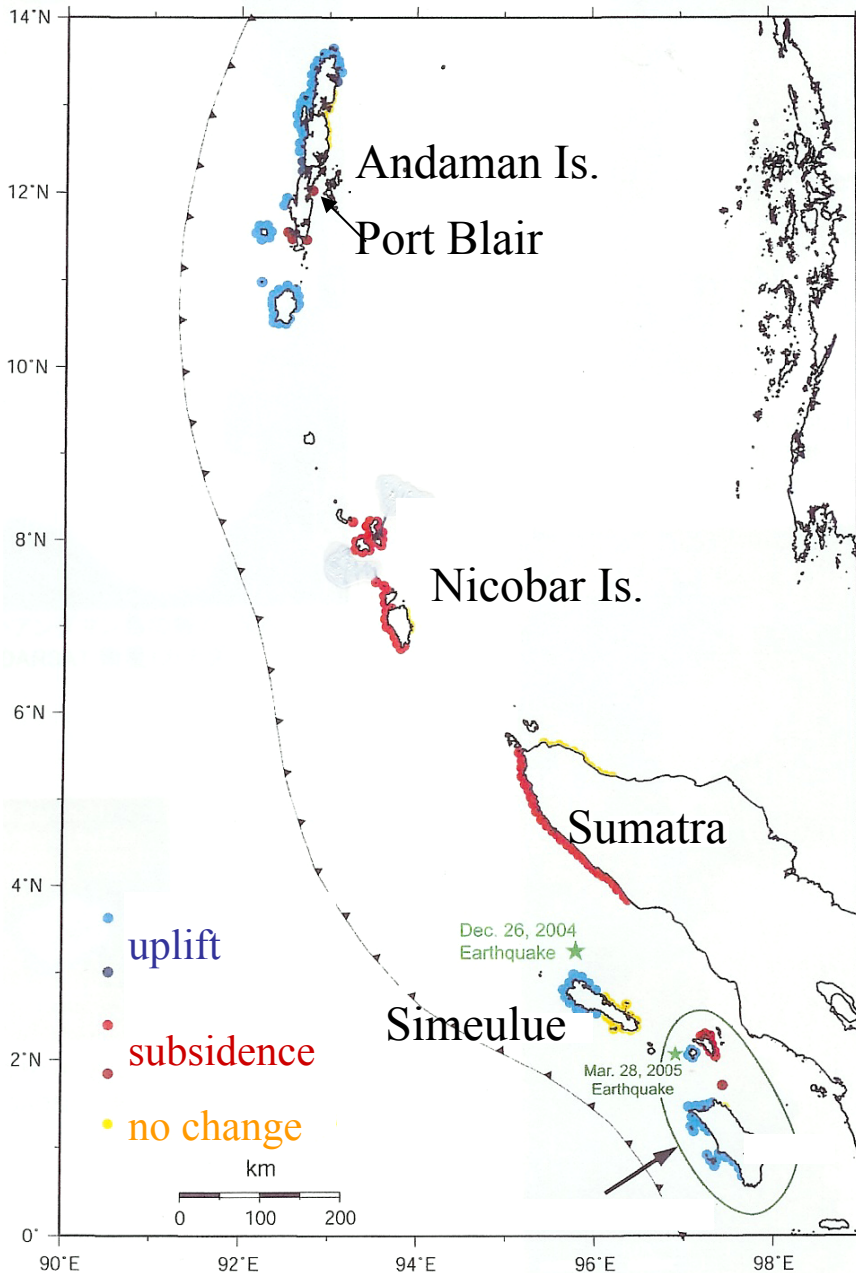 14°N
12°N
10°N
8°N
6°N
4°N
2°N
0°
90°E
92°E
94°E
96°E
98°E
Andaman Is.
Port Blair
Nicobar Is.
Sumatra
Dec. 26, 2004
Earthquake
Simeulue
Mar. 28, 2005
Earthquake
uplift
subsidence
no change
km
0 100 200